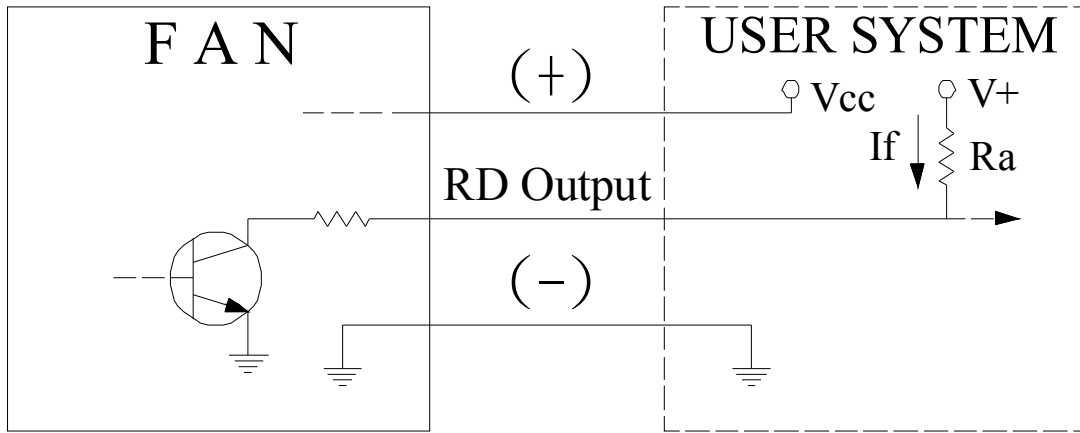 F A N
USER SYSTEM
(+)
Vcc
V+
If
Ra
RD Output
(-)